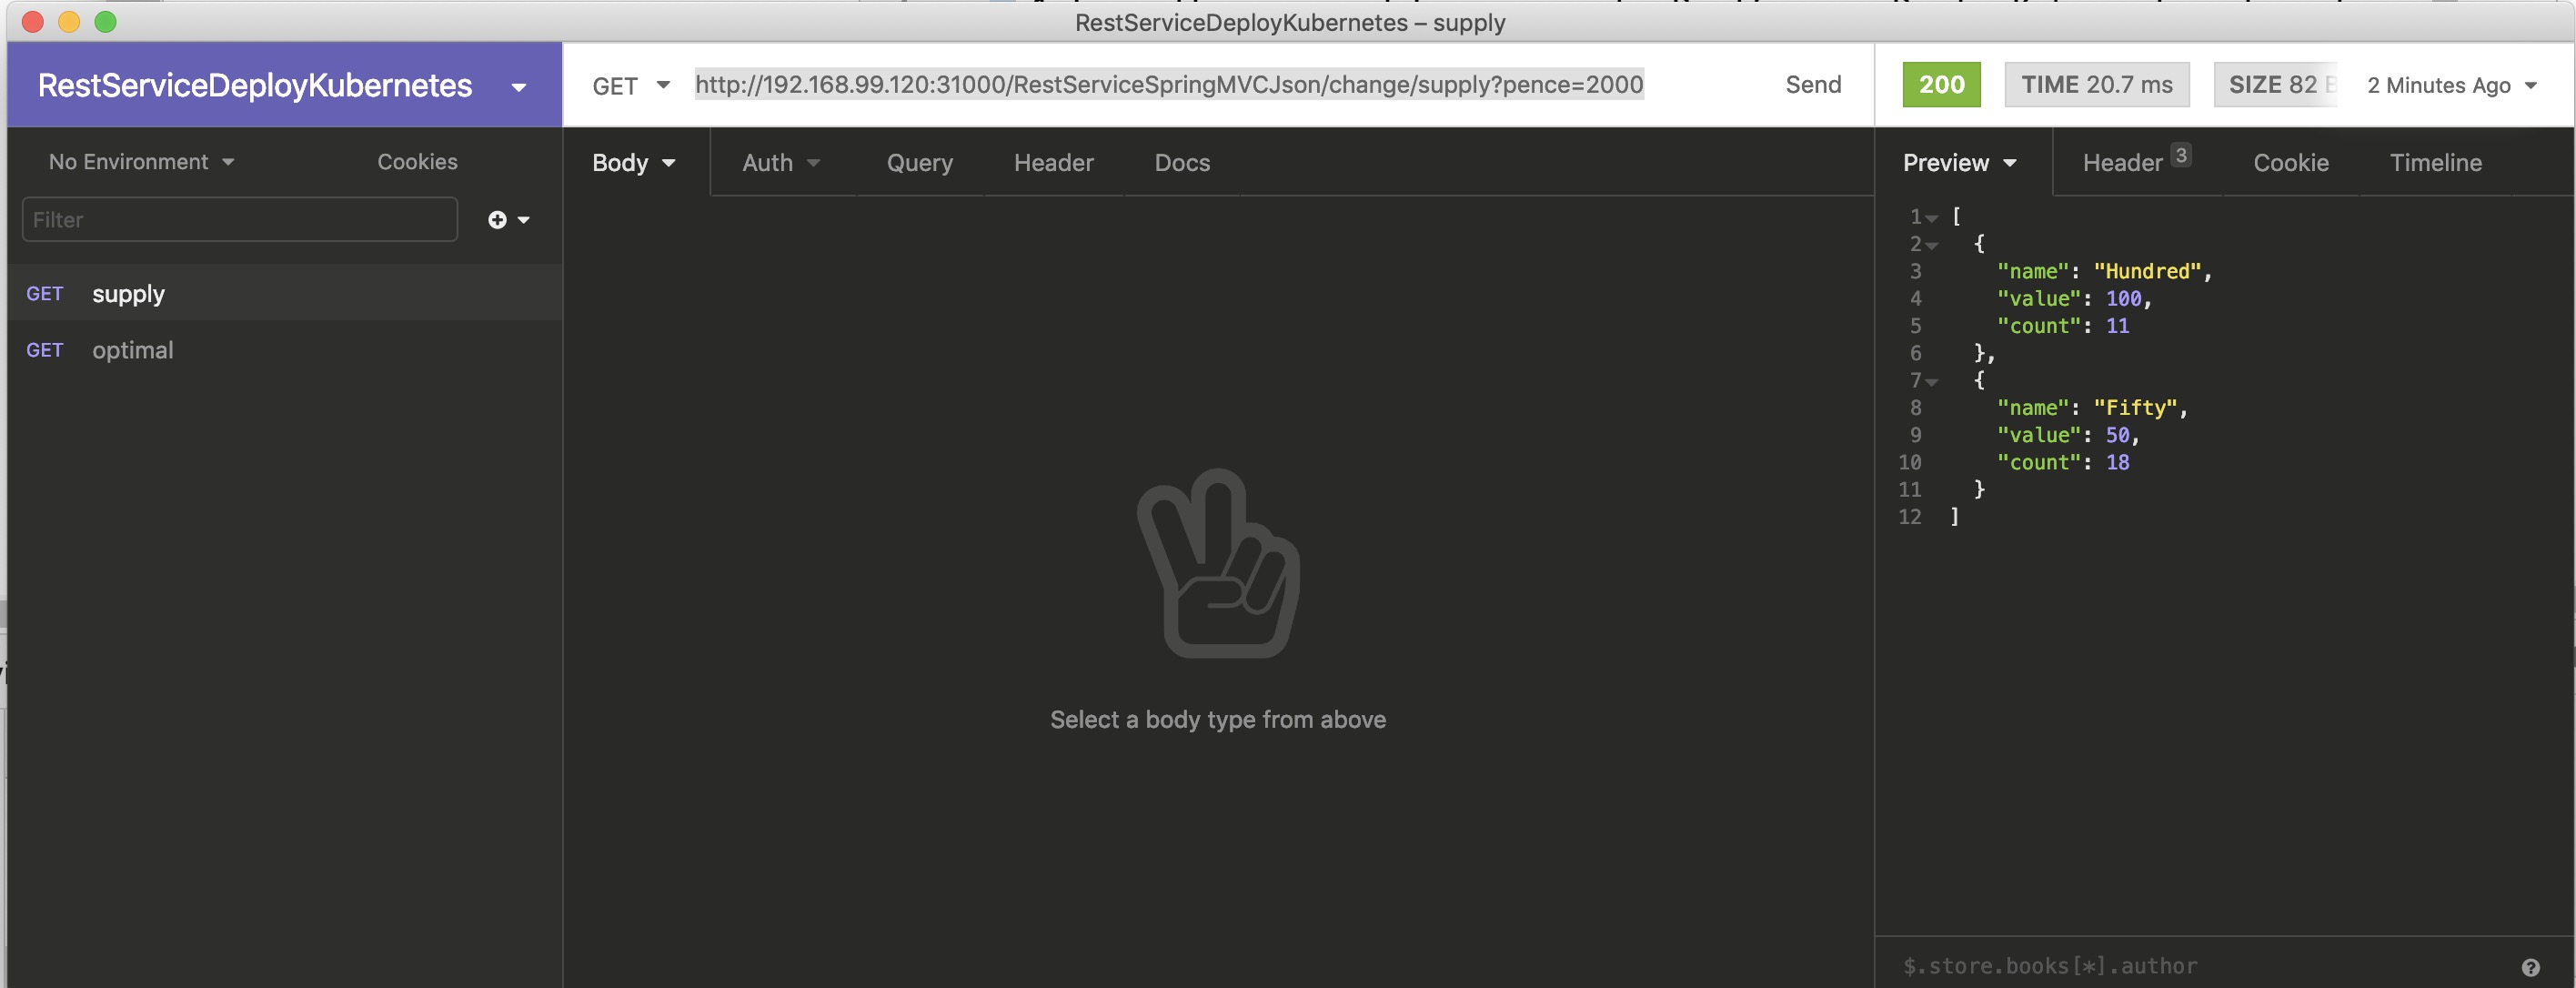 RestServiceDeployKubernetes – supply
RestServiceDeployKubernetes
GET http://192.168.99.120:31000/RestServiceSpringMVCJson/change/supply?pence=2000 Send
200 TIME 20.7 ms SIZE 82 B 2 Minutes Ago
No Environment Cookies
Filter
GET supply
GET optimal
Body Auth Query Header Docs
Select a body type from above
Preview Header 3 Cookie Timeline
1 [
2 {
3 "name": "Hundred",
4 "value": 100,
5 "count": 11
6 },
7 {
8 "name": "Fifty",
9 "value": 50,
10 "count": 18
11 }
12 ]
$.store.books[*].author